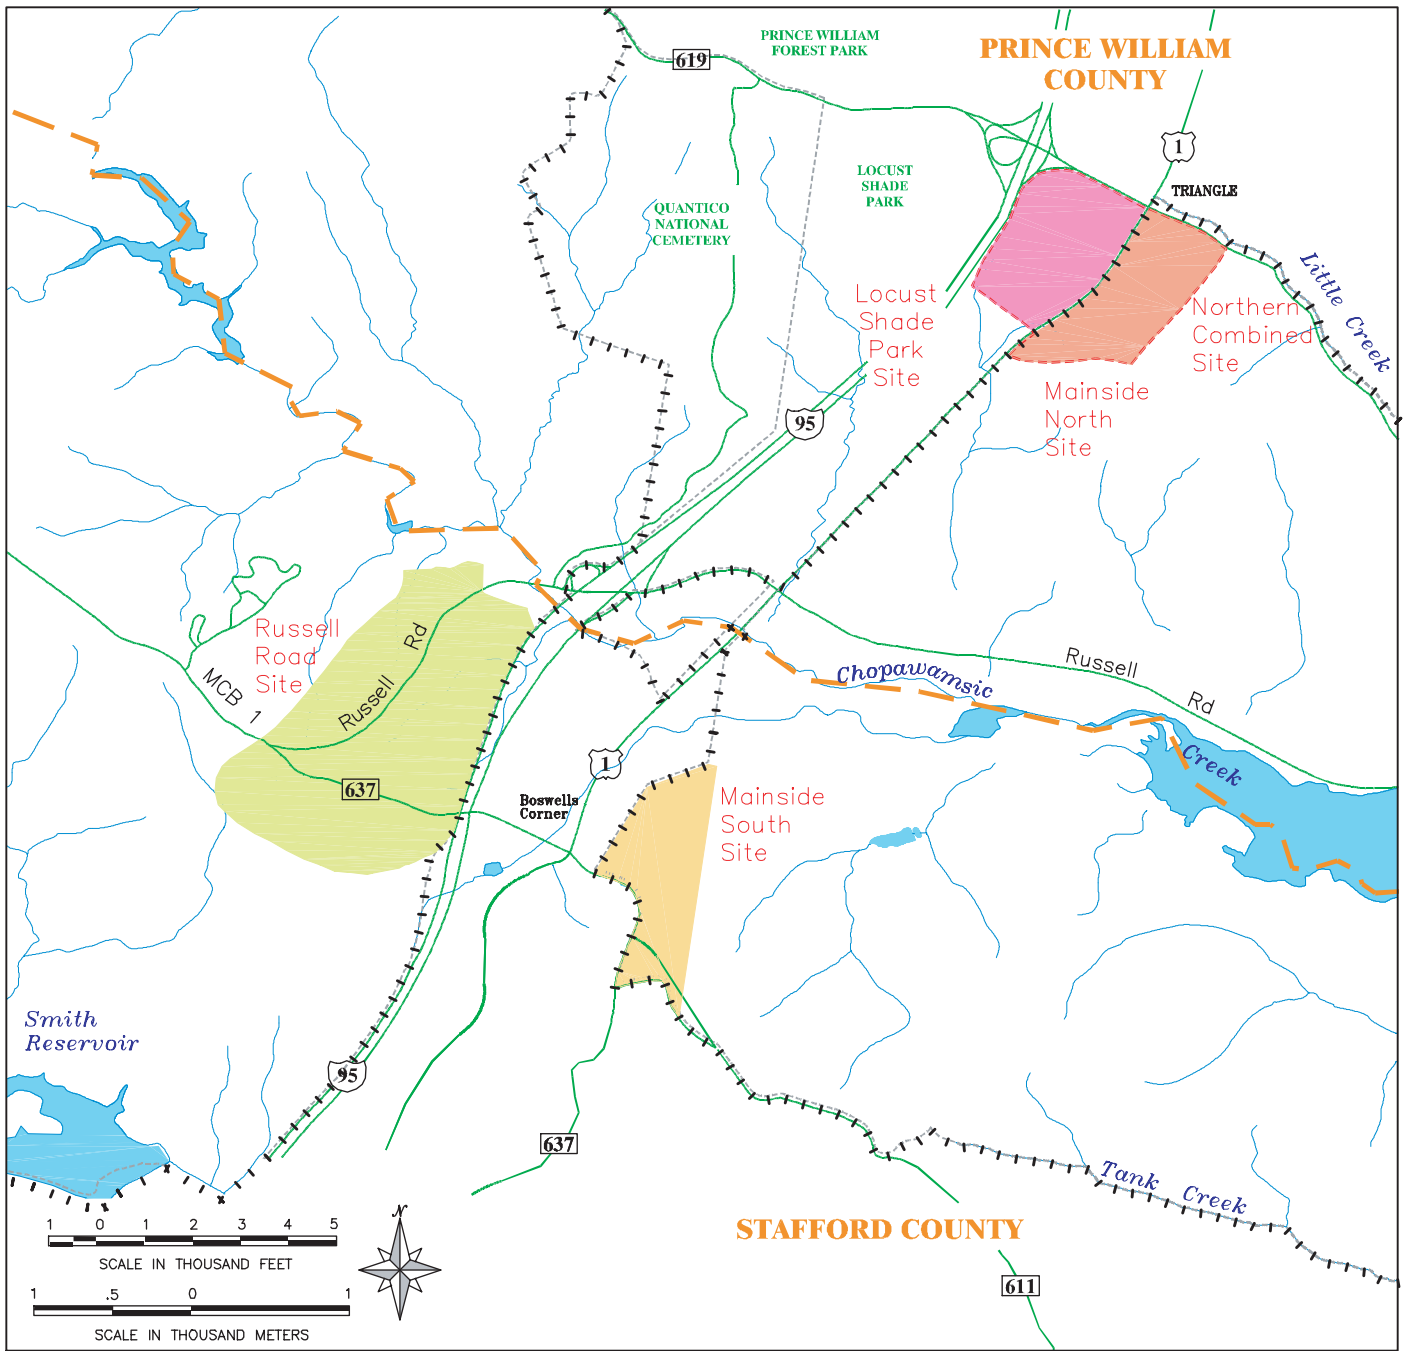 PRINCE WILLIAM
FOREST PARK
PRINCE WILLIAM
COUNTY
619
1
LOCUST
SHADE
PARK
TRIANGLE
QUANTICO
NATIONAL
CEMETERY
Little Creek
Locust
Shade
Park
Site
Northern
Combined
Site
Mainside
North
Site
95
Russell
Road
Site
Rd
Russell
MCB 1
Russell
Rd
Chopawamsic
Creek
637
1
Boswells
Corner
Mainside
South
Site
Smith
Reservoir
95
637
Tank Creek
STAFFORD COUNTY
611
N
1 0 1 2 3 4 5
SCALE IN THOUSAND FEET
1 .5 0 1
SCALE IN THOUSAND METERS